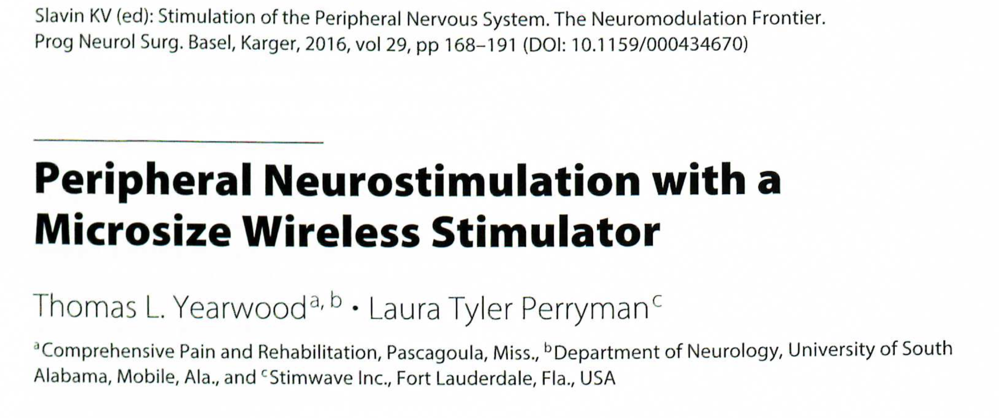 Slavin KV (ed): Stimulation of the Peripheral Nervous System. The Neuromodulation Frontier.
Prog Neurol Surg. Basel, Karger, 2016, vol 29, pp 168–191 (DOI: 10.1159/000434670)
Peripheral Neurostimulation with a
Microsize Wireless Stimulator
Thomas L. Yearwood a, b · Laura Tyler Perryman c
a Comprehensive Pain and Rehabilitation, Pascagoula, Miss., b Department of Neurology, University of South
Alabama, Mobile, Ala., and c Stimwave Inc., Fort Lauderdale, Fla., USA